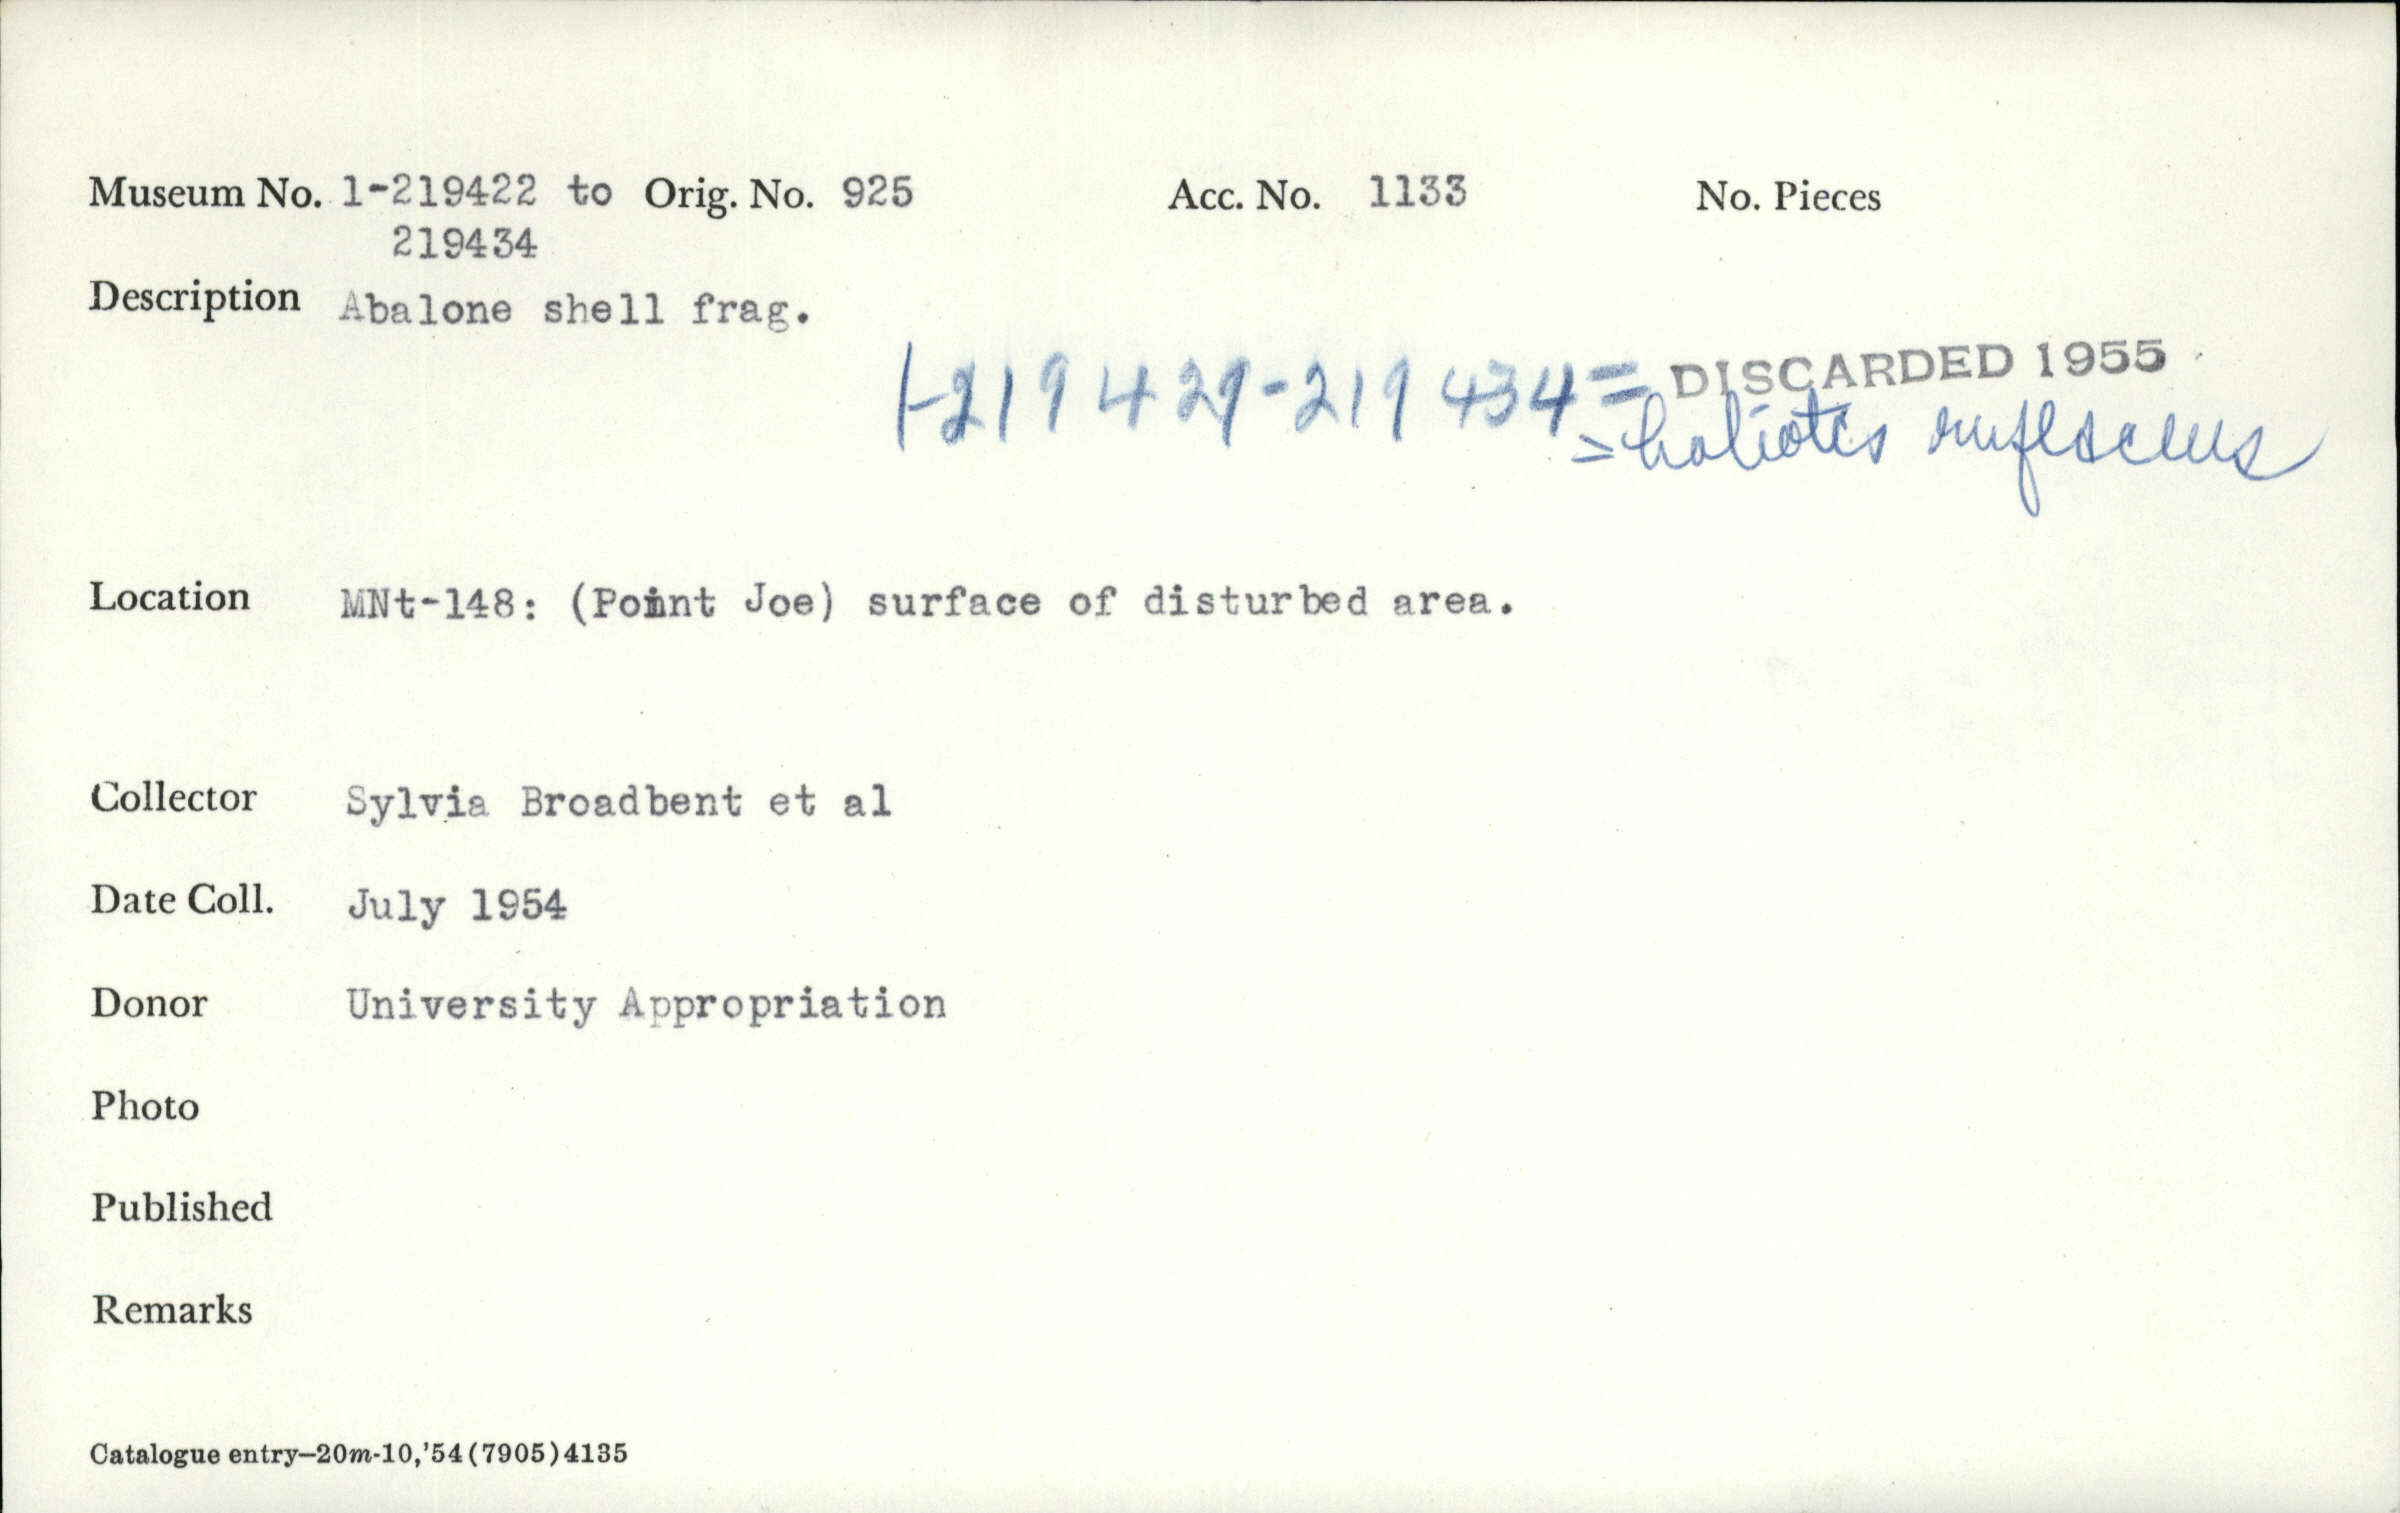 Museum No. 1-219422 to Orig. No. 925 Acc. No. 1133 No. Pieces
219434
Description Abalone shell frag.
1-219429-219434= DISCARDED 1955
=haliotis rufescens
Location MNt-148: (Point Joe) surface of disturbed area.
Collector Sylvia Broadbent et al
Date Coll. July 1954
Donor University Appropriation
Photo
Published
Remarks
Catalogue entry—20m-10,'54(7905)4135